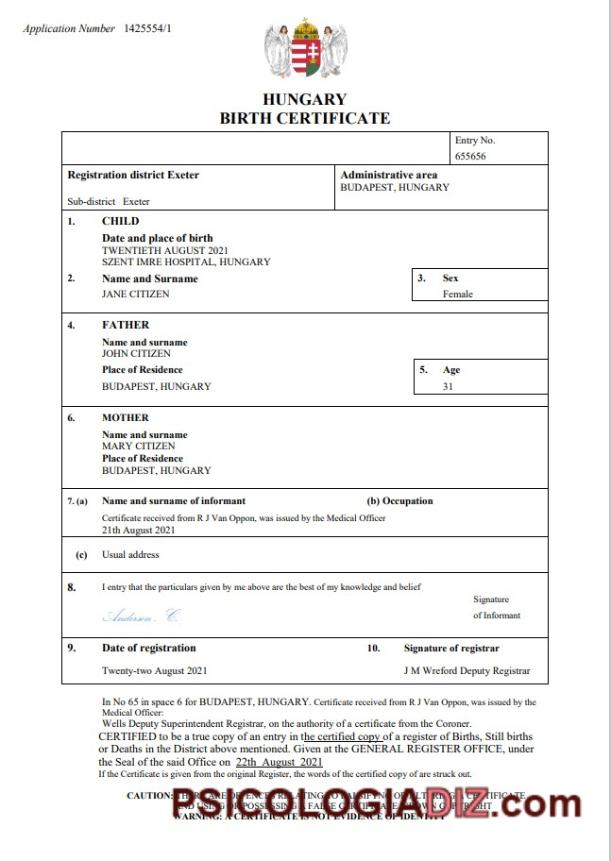 Application Number 1425554/1
HUNGARY
BIRTH CERTIFICATE
Entry No.
655656
Registration district Exeter
Administrative area
BUDAPEST, HUNGARY
Sub-district Exeter
1. CHILD
Date and place of birth
TWENTIETH AUGUST 2021
SZENT IMRE HOSPITAL, HUNGARY
2. Name and Surname
3. Sex
JANE CITIZEN
Female
4. FATHER
Name and surname
JOHN CITIZEN
Place of Residence
5. Age
BUDAPEST, HUNGARY
31
6. MOTHER
Name and surname
MARY CITIZEN
Place of Residence
BUDAPEST, HUNGARY
7. (a) Name and surname of informant (b) Occupation
Certificate received from R J Van Oppon, was issued by the Medical Officer
21th August 2021
(c) Usual address
8. I entry that the particulars given by me above are the best of my knowledge and belief
Signature
Anderson . C.
of Informant
9. Date of registration 10. Signature of registrar
Twenty-two August 2021 J M Wreford Deputy Registrar
In No 65 in space 6 for BUDAPEST, HUNGARY. Certificate received from R J Van Oppon, was issued by the
Medical Officer:
Wells Deputy Superintendent Registrar, on the authority of a certificate from the Coroner.
CERTIFIED to be a true copy of an entry in the certified copy of a register of Births, Still births
or Deaths in the District above mentioned. Given at the GENERAL REGISTER OFFICE, under
the Seal of the said Office on 22th August 2021
If the Certificate is given from the original Register, the words of the certified copy of are struck out.
CAUTION: THERE ARE OFFENCES RELATING TO FALSIFYING OR ALTERING A CERTIFICATE
AND USING OR POSSESSING A FALSE CERTIFICATE. CROWN COPYRIGHT
WARNING: A CERTIFICATE IS NOT EVIDENCE OF IDENTITY
PSICOLOGIADIZ.com